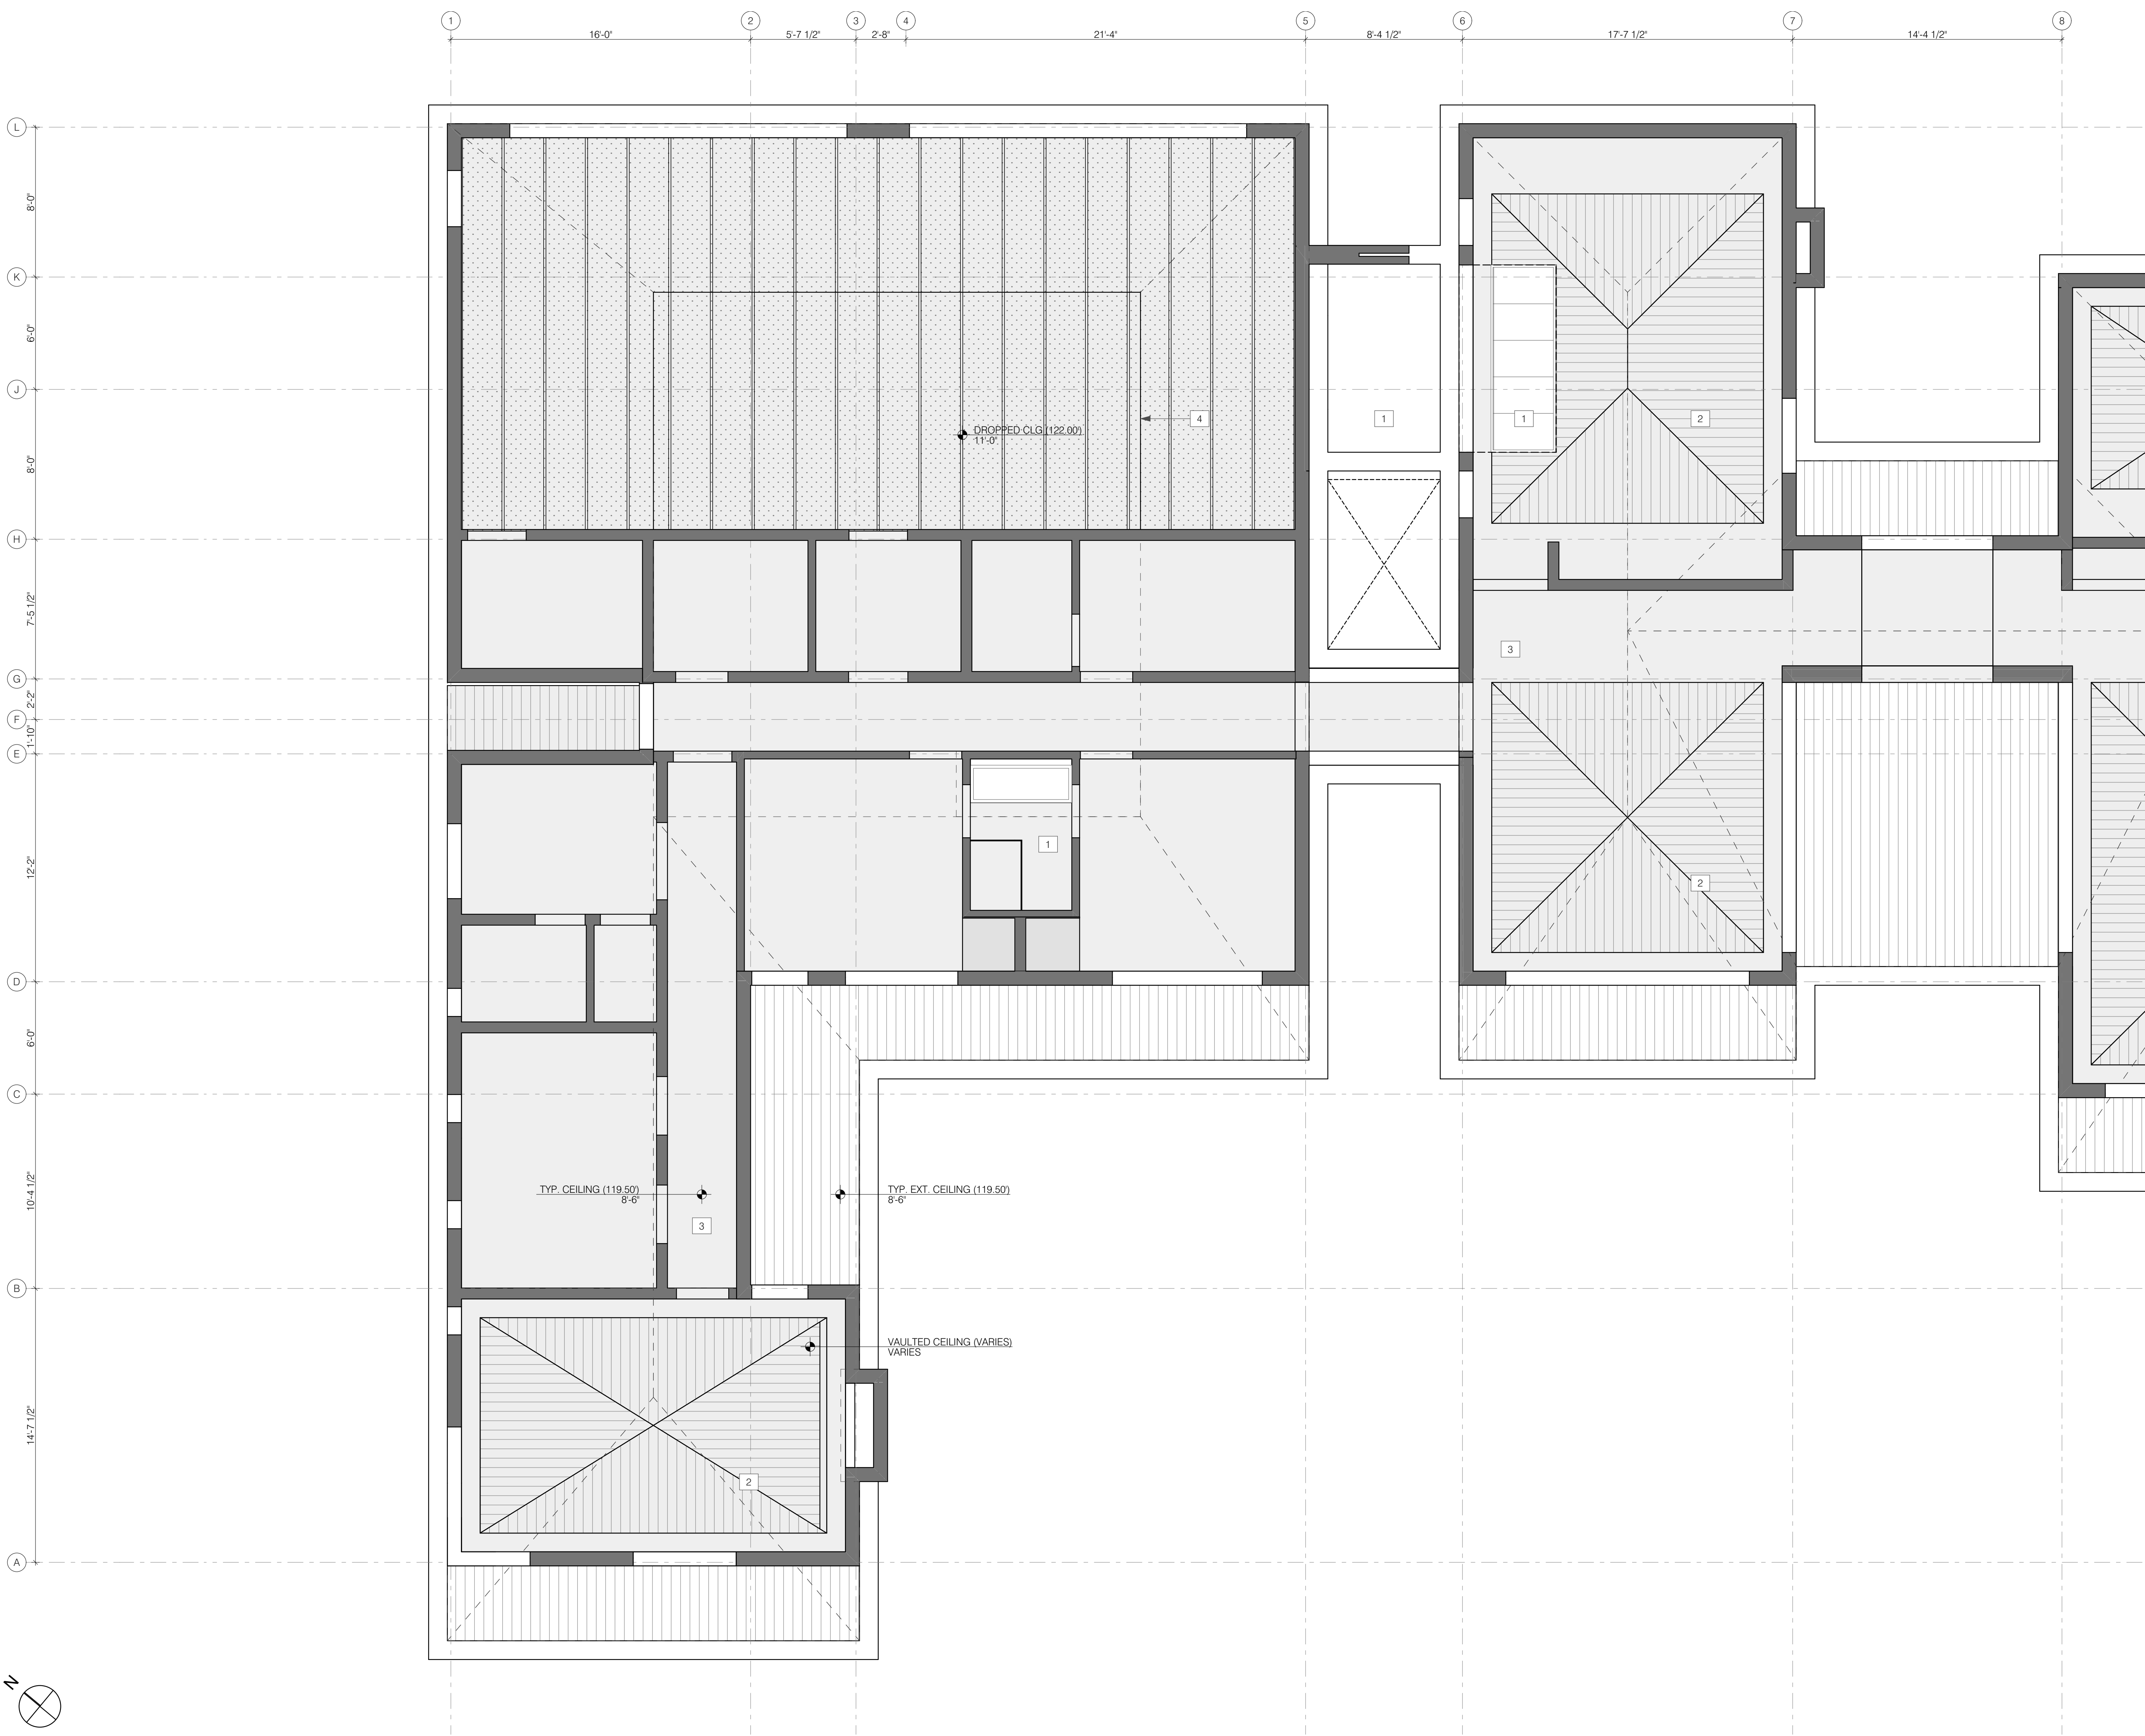 1 2 3 4 5 6 7 8
16'-0" 5'-7 1/2" 2'-8" 21'-4" 8'-4 1/2" 17'-7 1/2" 14'-4 1/2"
L
8'-0"
K
6'-0"
J
1 1 2
4
DROPPED CLG (122.00')
11'-0"
8'-0"
H
7'-5 1/2"
3
G
2'-2"
F
1'-10"
E
1
12'-2"
2
D
6'-0"
C
10'-4 1/2"
TYP. CEILING (119.50')
8'-6"
TYP. EXT. CEILING (119.50')
8'-6"
3
B
VAULTED CEILING (VARIES)
VARIES
14'-7 1/2"
2
A
N